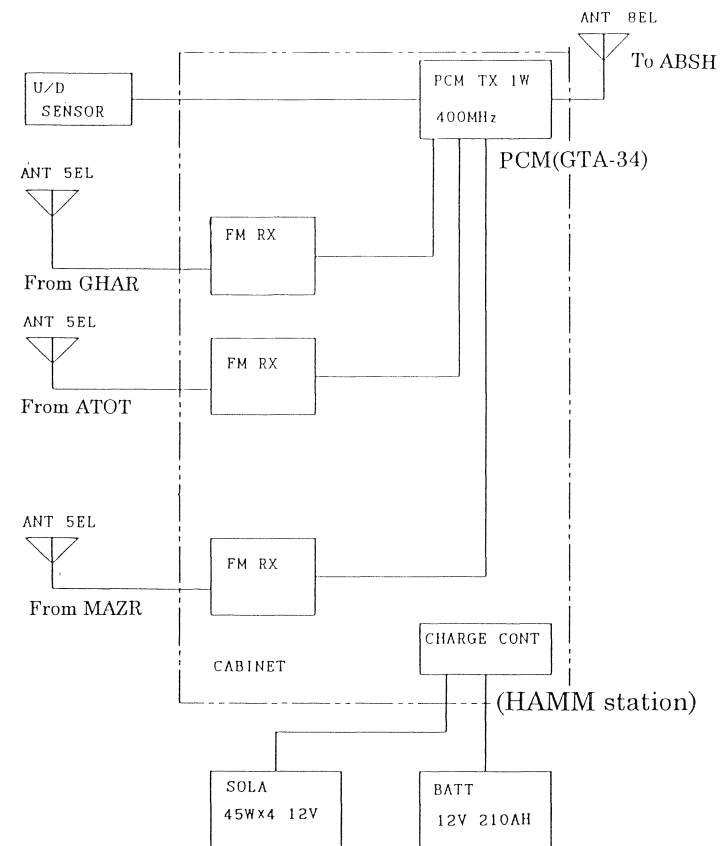 ANT 8EL
To ABSH
U/D
SENSOR
PCM TX 1W
400MHz
PCM(GTA-34)
ANT 5EL
FM RX
From GHAR
ANT 5EL
FM RX
From ATOT
ANT 5EL
FM RX
From MAZR
CHARGE CONT
CABINET
(HAMM station)
SOLA
45W×4 12V
BATT
12V 210AH